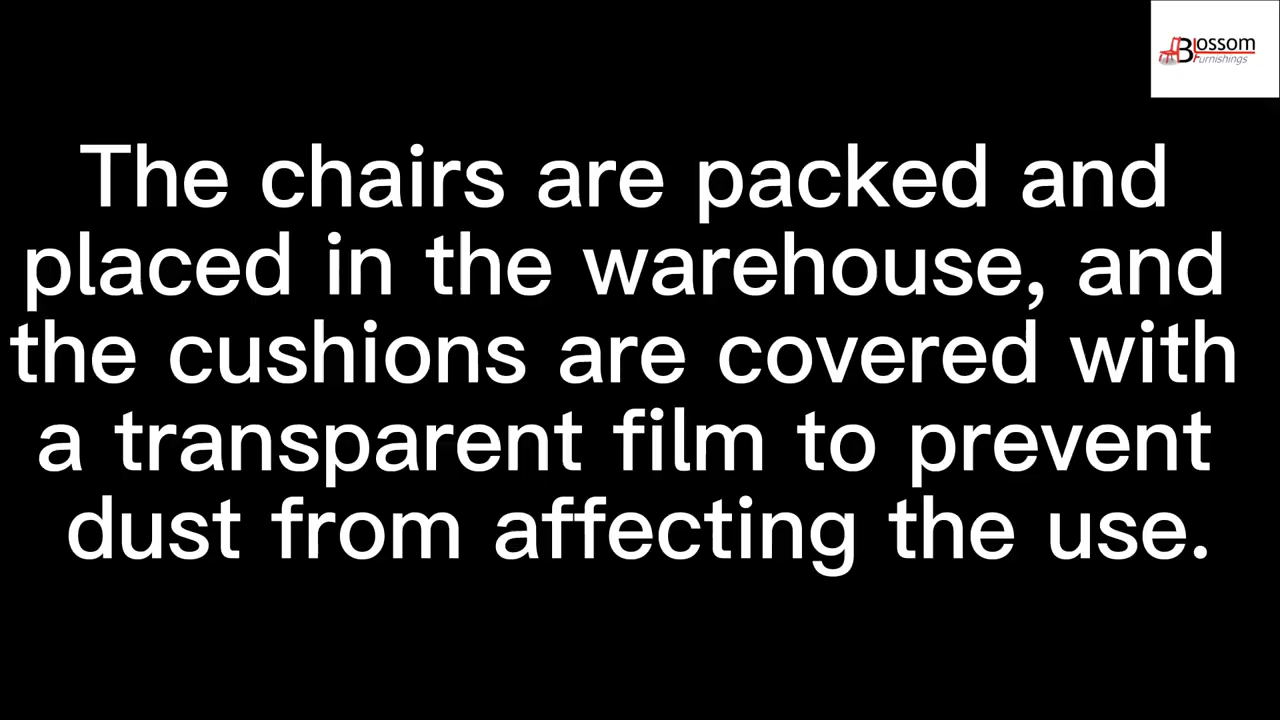 Blossom
Furnishings
The chairs are packed and
placed in the warehouse, and
the cushions are covered with
a transparent film to prevent
dust from affecting the use.